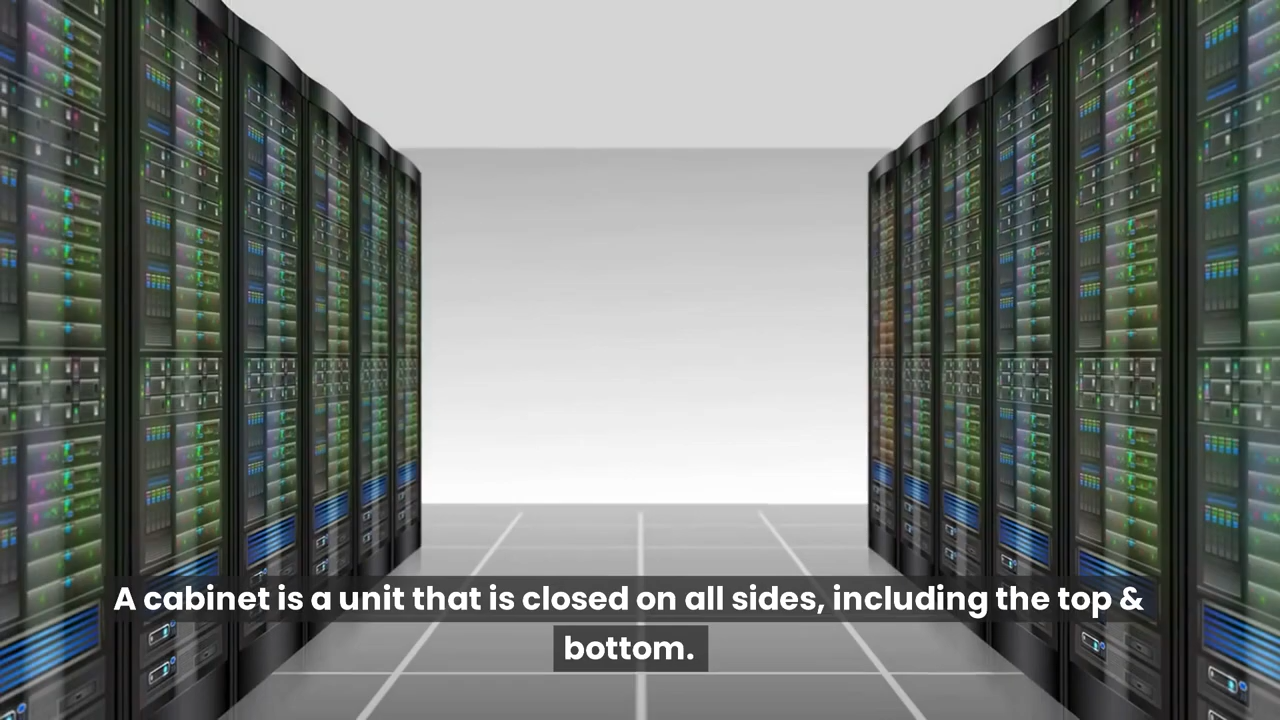 A cabinet is a unit that is closed on all sides, including the top &
bottom.